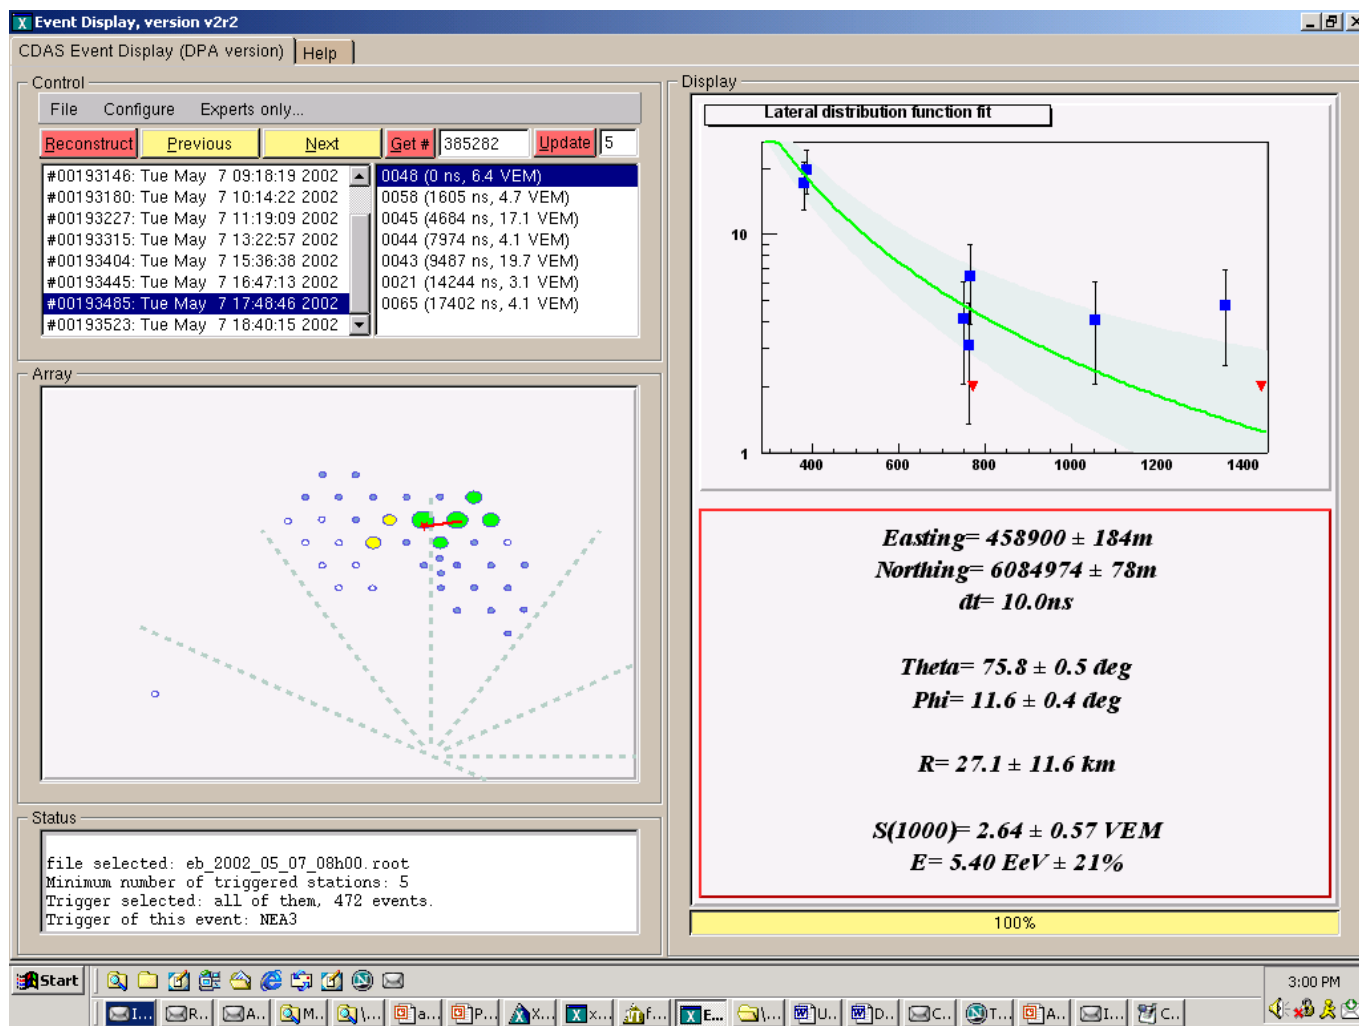 Event Display, version v2r2
CDAS Event Display (DPA version)
Help
Control
File Configure Experts only...
Reconstruct Previous Next Get # 385282 Update 5
#00193146: Tue May 7 09:18:19 2002
#00193180: Tue May 7 10:14:22 2002
#00193227: Tue May 7 11:19:09 2002
#00193315: Tue May 7 13:22:57 2002
#00193404: Tue May 7 15:36:38 2002
#00193445: Tue May 7 16:47:13 2002
#00193485: Tue May 7 17:48:46 2002
#00193523: Tue May 7 18:40:15 2002
0048 (0 ns, 6.4 VEM)
0058 (1605 ns, 4.7 VEM)
0045 (4684 ns, 17.1 VEM)
0044 (7974 ns, 4.1 VEM)
0043 (9487 ns, 19.7 VEM)
0021 (14244 ns, 3.1 VEM)
0065 (17402 ns, 4.1 VEM)
Array
Status
file selected: eb_2002_05_07_08h00.root
Minimum number of triggered stations: 5
Trigger selected: all of them, 472 events.
Trigger of this event: NEA3
Display
Lateral distribution function fit
10
1
400 600 800 1000 1200 1400
Easting= 458900 ± 184m
Northing= 6084974 ± 78m
dt= 10.0ns
Theta= 75.8 ± 0.5 deg
Phi= 11.6 ± 0.4 deg
R= 27.1 ± 11.6 km
S(1000)= 2.64 ± 0.57 VEM
E= 5.40 EeV ± 21%
100%
Start
3:00 PM
I... R... A... M... \... a... P... X... x... f... E... \... U... D... C... T... A... I... C...